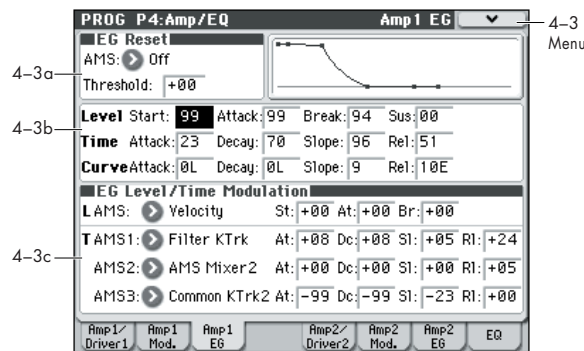 PROG P4:Amp/EQ Amp1 EG
4–3
Menu
EG Reset
AMS: Off
4–3a
Threshold: +00
4–3b
Level Start: 99 Attack: 99 Break: 94 Sus: 00
Time Attack: 23 Decay: 70 Slope: 96 Rel: 51
Curve Attack: 0L Decay: 0L Slope: 9 Rel: 10E
EG Level/Time Modulation
L AMS: Velocity St: +00 At: +00 Br: +00
T AMS1: Filter KTrk At: +08 Dc: +08 Sl: +05 Rl: +24
4–3c
AMS2: AMS Mixer2 At: +00 Dc: +00 Sl: +00 Rl: +05
AMS3: Common KTrk2 At: -99 Dc: -99 Sl: -23 Rl: +00
Amp1/ Driver1 Amp1 Mod. Amp1 EG Amp2/ Driver2 Amp2 Mod. Amp2 EG EQ